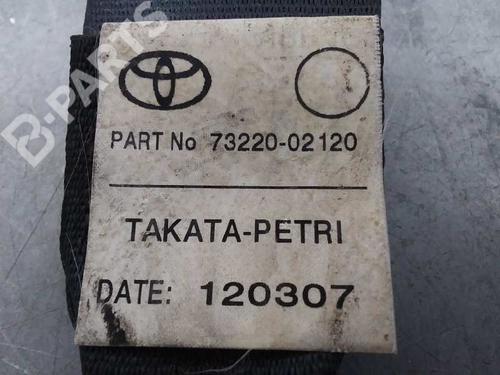 B-PARTS
PART No 73220-02120
TAKATA-PETRI
DATE: 120307